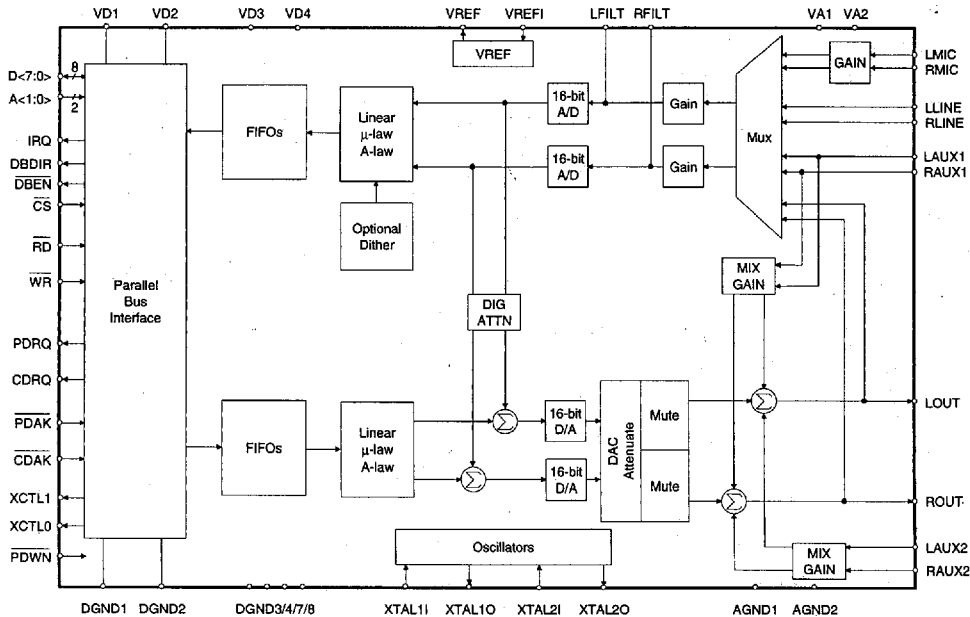 VD1 VD2 VD3 VD4 VREF VREFI LFILT RFILT VA1 VA2
VREF
GAIN
LMIC
RMIC
LLINE
RLINE
LAUX1
RAUX1
D<7:0>
8
A<1:0>
2
IRQ
DBDIR
DBEN
CS
RD
WR
PDRQ
CDRQ
PDAK
CDAK
XCTL1
XCTL0
PDWN
Parallel
Bus
Interface
FIFOs
Linear
μ-law
A-law
16-bit
A/D
Gain
Mux
16-bit
A/D
Gain
Optional
Dither
MIX
GAIN
DIG
ATTN
FIFOs
Linear
μ-law
A-law
Σ
16-bit
D/A
Σ
16-bit
D/A
DAC
Attenuate
Mute
Mute
Σ
Σ
LOUT
ROUT
LAUX2
RAUX2
MIX
GAIN
Oscillators
DGND1 DGND2 DGND3/4/7/8 XTAL1I XTAL1O XTAL2I XTAL2O AGND1 AGND2